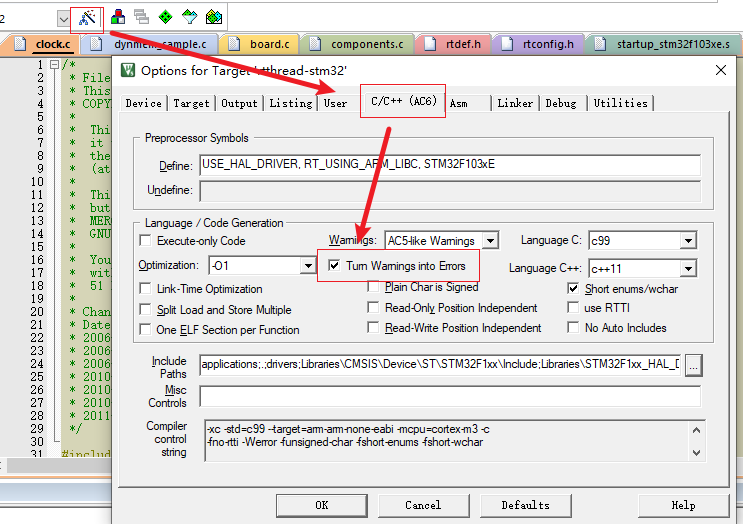 2
clock.c
dynmem_sample.c
board.c
components.c
rtdef.h
rtconfig.h
startup_stm32f103xe.s
1 /*
2 * File
3 * This
4 * COPY
5 *
6 * Thi
7 * it
8 * the
9 * (at
10 *
11 * Thi
12 * but
13 * MER
14 * GNU
15 *
16 * You
17 * wit
18 * 51
19 *
20 * Chan
21 * Date
22 * 2006
23 * 2006
24 * 2006
25 * 2010
26 * 2010
27 * 2010
28 * 2011
29 */
30
31 #includ
Options for Target 'rtthread-stm32'
Device
Target
Output
Listing
User
C/C++ (AC6)
Asm
Linker
Debug
Utilities
Preprocessor Symbols
Define: USE_HAL_DRIVER, RT_USING_ARM_LIBC, STM32F103xE
Undefine:
Language / Code Generation
Execute-only Code
Warnings: AC5-like Warnings
Language C: c99
Optimization: -O1
Turn Warnings into Errors
Language C++: c++11
Link-Time Optimization
Plain Char is Signed
Short enums/wchar
Split Load and Store Multiple
Read-Only Position Independent
use RTTI
One ELF Section per Function
Read-Write Position Independent
No Auto Includes
Include
Paths
applications;.;drivers;Libraries\CMSIS\Device\ST\STM32F1xx\Include;Libraries\STM32F1xx_HAL_D
...
Misc
Controls
Compiler
control
string
-xc -std=c99 --target=arm-arm-none-eabi -mcpu=cortex-m3 -c
-fno-rtti -Werror -funsigned-char -fshort-enums -fshort-wchar
OK
Cancel
Defaults
Help